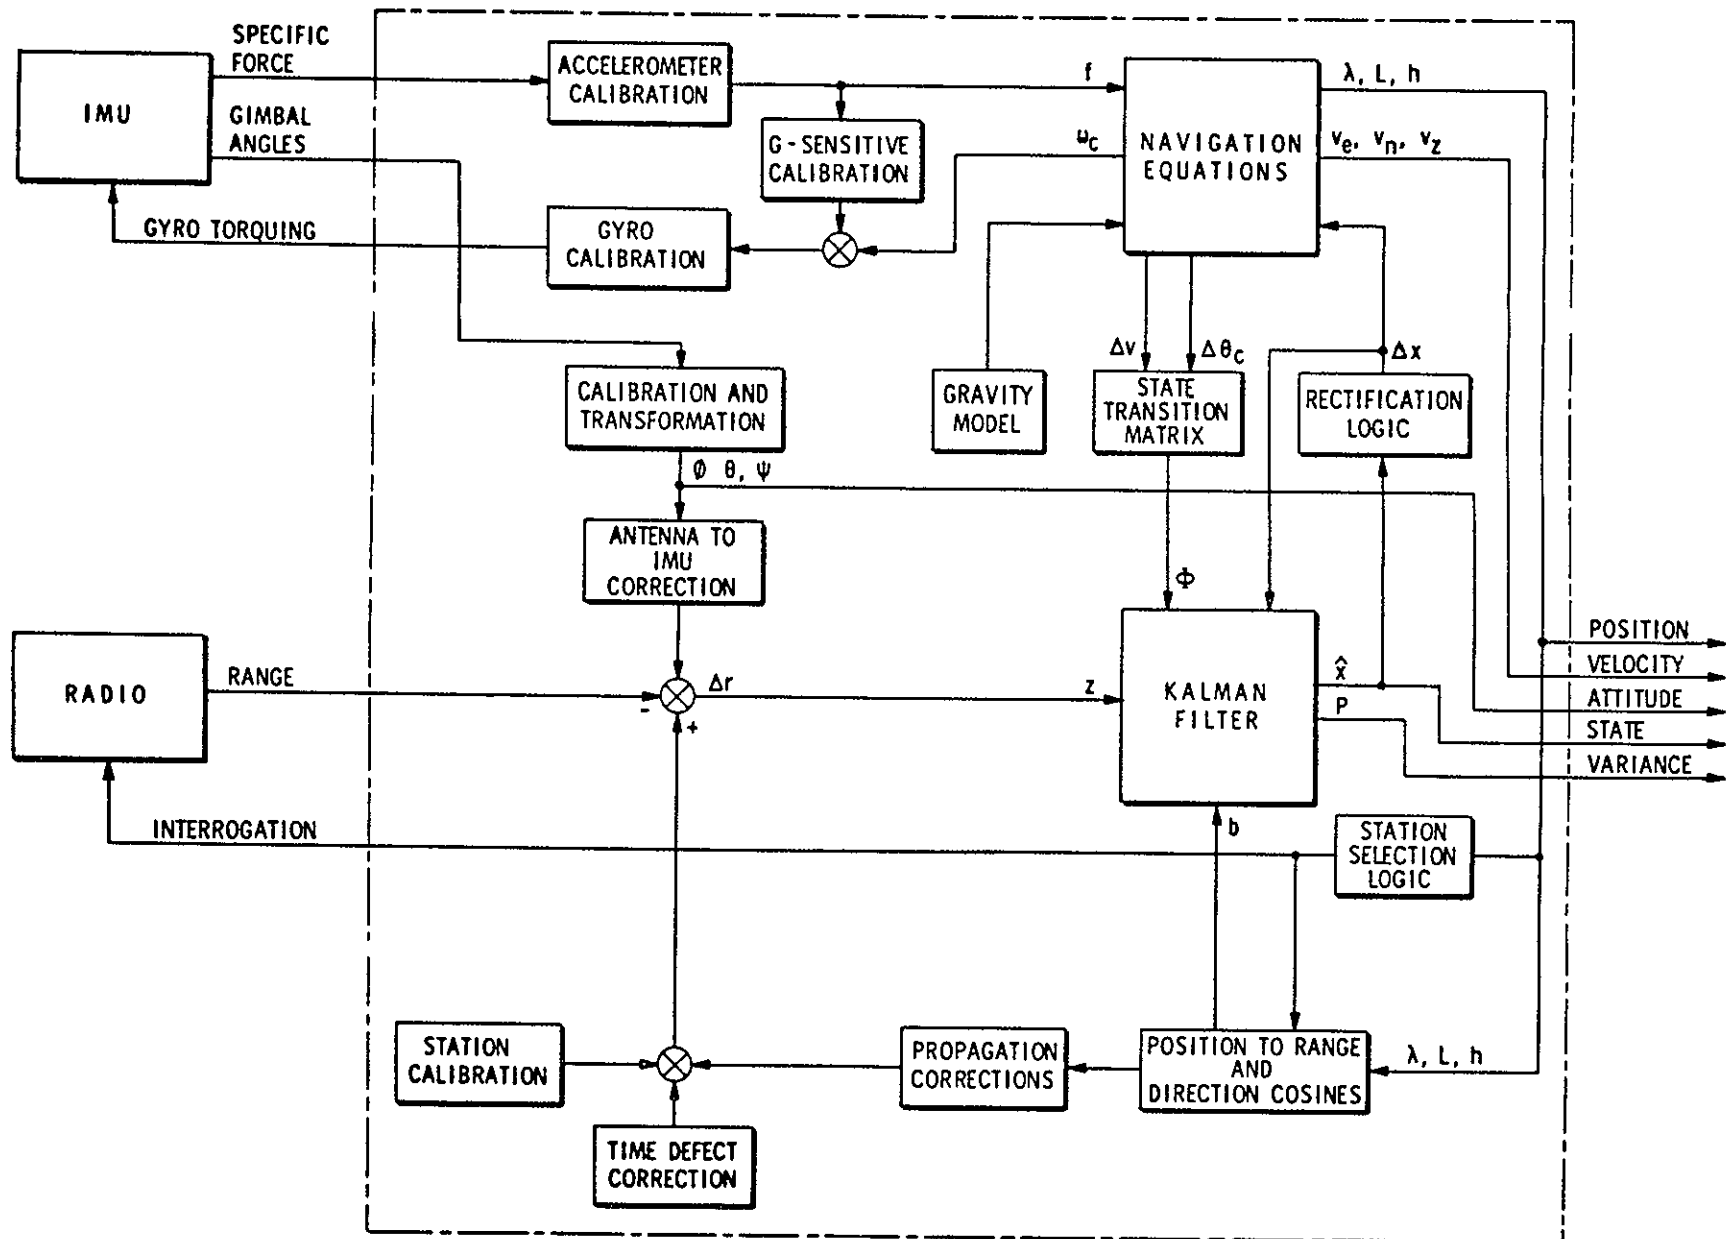 SPECIFIC
FORCE
IMU
GIMBAL
ANGLES
GYRO TORQUING
ACCELEROMETER
CALIBRATION
G-SENSITIVE
CALIBRATION
GYRO
CALIBRATION
f
ω_c
NAVIGATION
EQUATIONS
λ, L, h
v_e, v_n, v_z
CALIBRATION AND
TRANSFORMATION
GRAVITY
MODEL
Δv
Δθ_c
STATE
TRANSITION
MATRIX
Δx
RECTIFICATION
LOGIC
Ø θ, ψ
ANTENNA TO
IMU
CORRECTION
Φ
RADIO
RANGE
-
+
Δr
z
KALMAN
FILTER
x̂
P
POSITION
VELOCITY
ATTITUDE
STATE
VARIANCE
INTERROGATION
b
STATION
SELECTION
LOGIC
STATION
CALIBRATION
PROPAGATION
CORRECTIONS
POSITION TO RANGE
AND
DIRECTION COSINES
λ, L, h
TIME DEFECT
CORRECTION